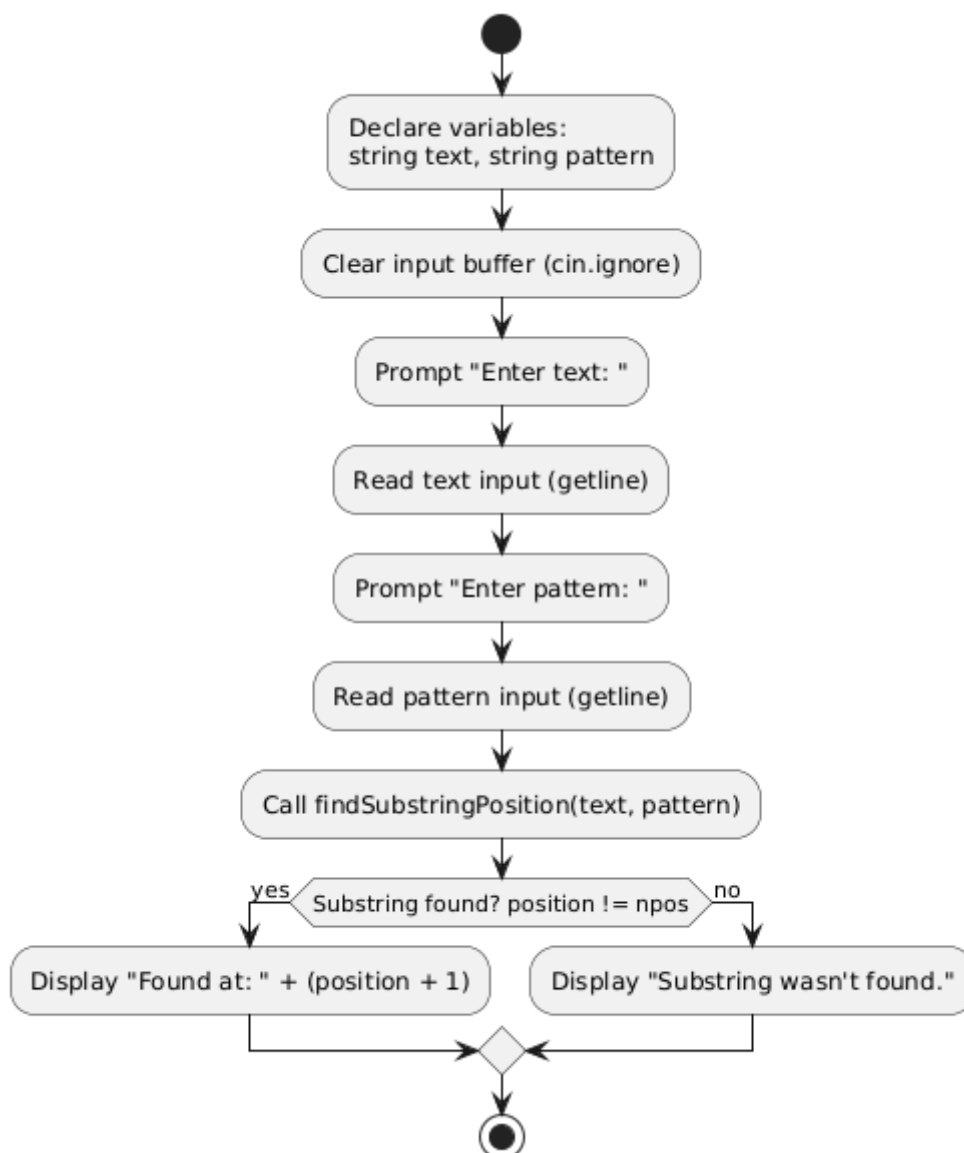 Declare variables:
string text, string pattern
Clear input buffer (cin.ignore)
Prompt "Enter text: "
Read text input (getline)
Prompt "Enter pattern: "
Read pattern input (getline)
Call findSubstringPosition(text, pattern)
yes
Substring found? position != npos
no
Display "Found at: " + (position + 1)
Display "Substring wasn't found."